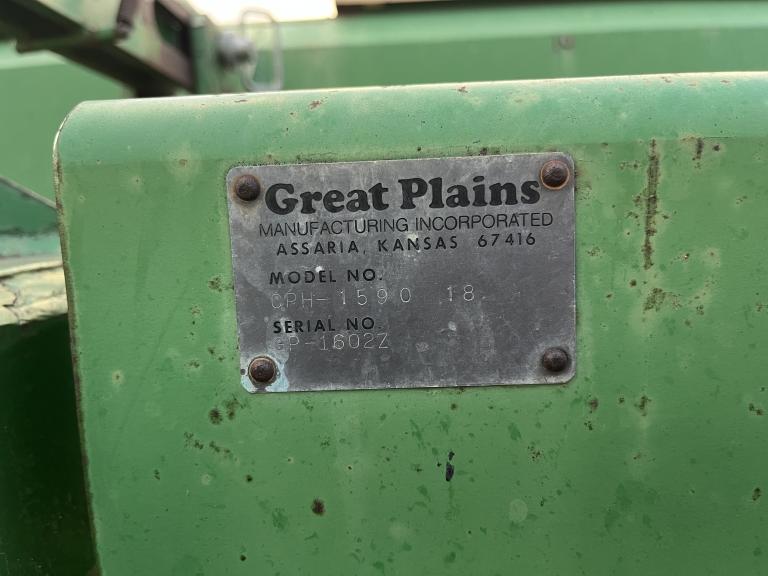 Great Plains
MANUFACTURING INCORPORATED
ASSARIA, KANSAS 67416
MODEL NO.
CPH-1590 18
SERIAL NO.
GP-1602Z